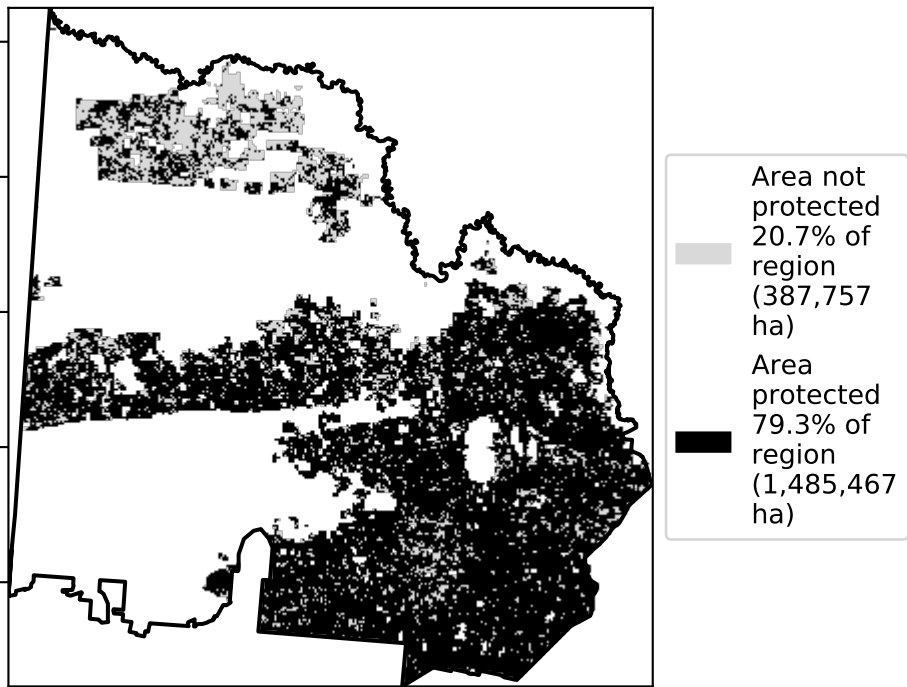 Area not
protected
20.7% of
region
(387,757
ha)
Area
protected
79.3% of
region
(1,485,467
ha)